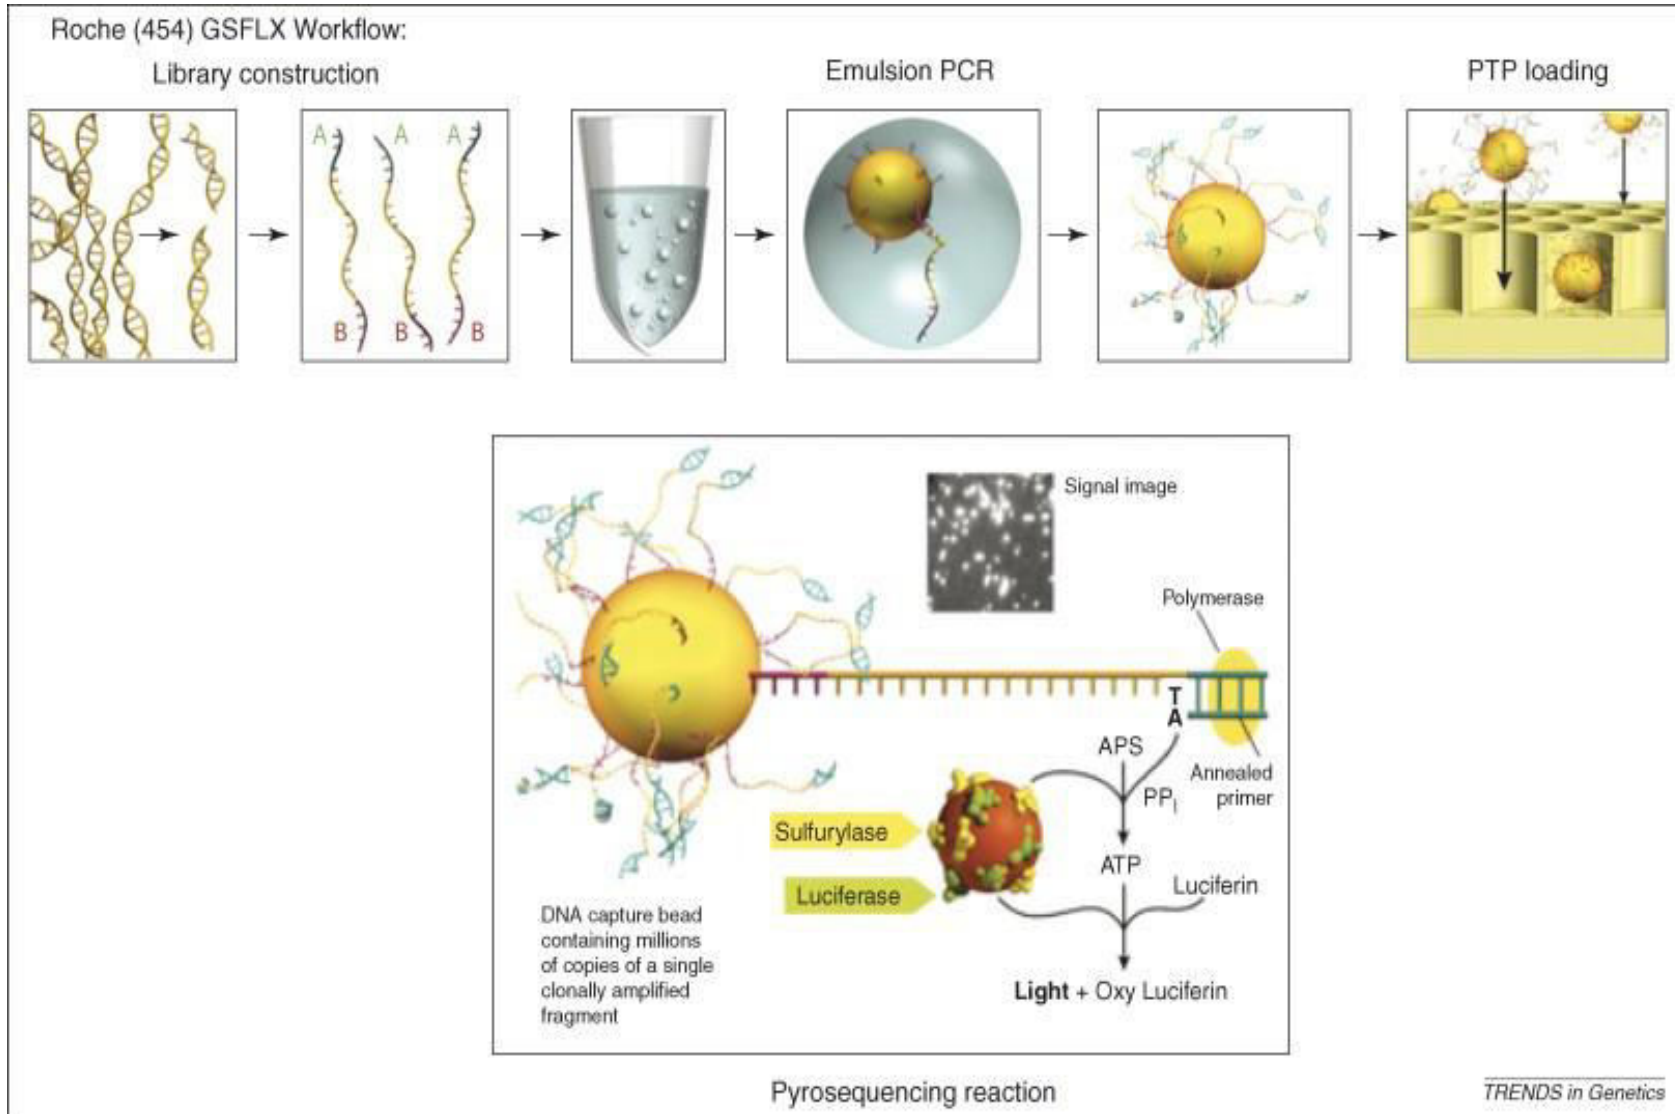 Roche (454) GSFLX Workflow:
Library construction
Emulsion PCR
PTP loading
A A A
B B B
Signal image
Polymerase
T
A
APS
Annealed
primer
PPI
Sulfurylase
ATP
Luciferin
Luciferase
DNA capture bead
containing millions
of copies of a single
clonally amplified
fragment
Light + Oxy Luciferin
Pyrosequencing reaction
TRENDS in Genetics